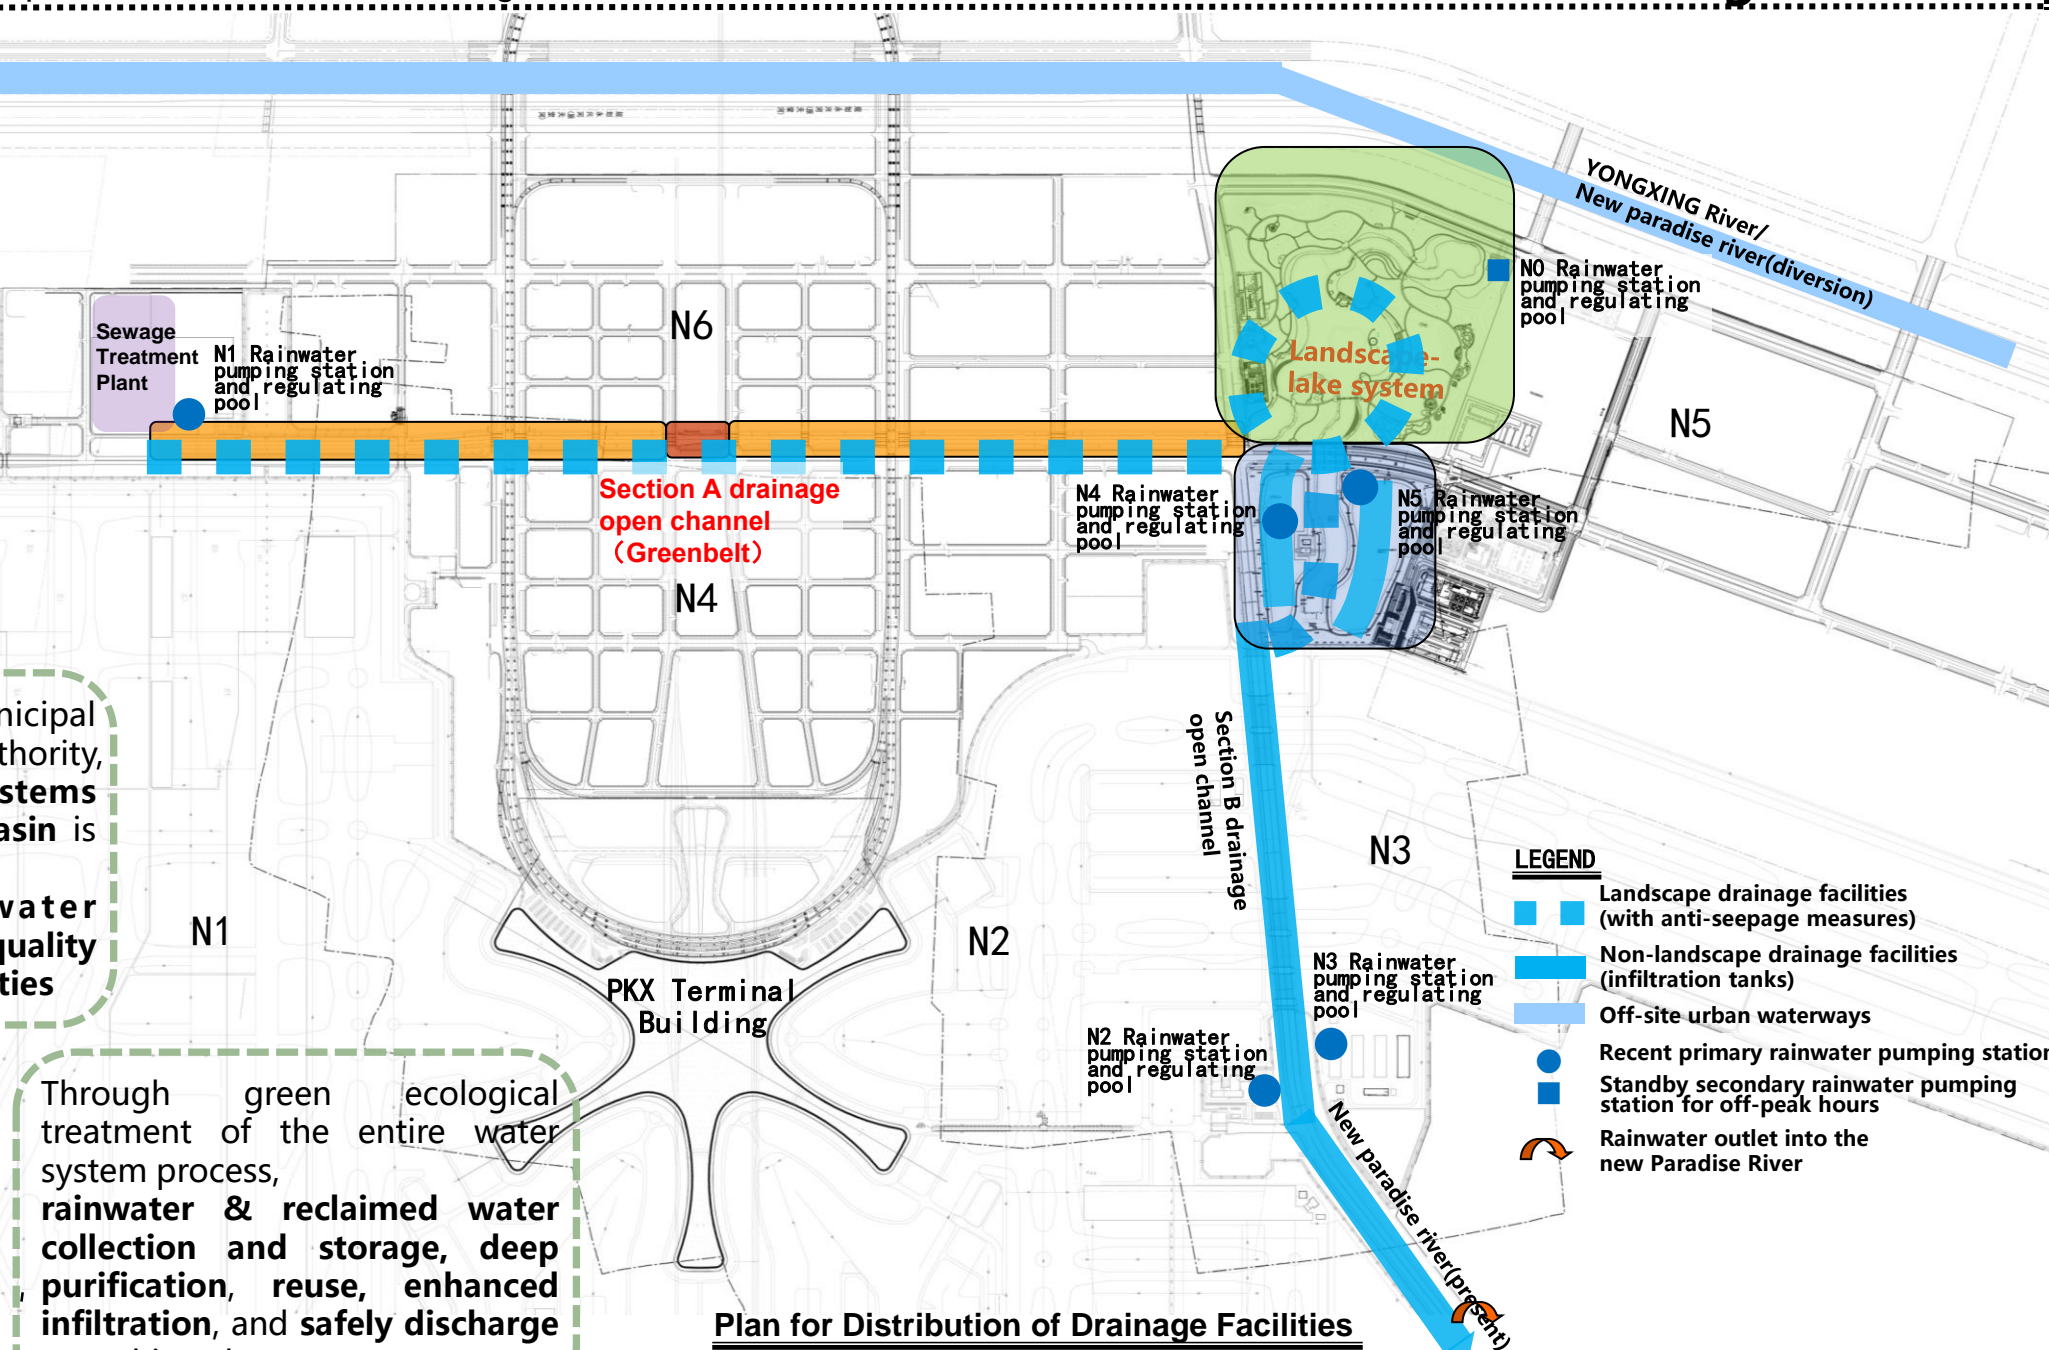 YONGXING River/
New paradise river(diversion)
N0 Rainwater
pumping station
and regulating
pool
N6
Sewage
Treatment
Plant
N1 Rainwater
pumping station
and regulating
pool
Landscape-
lake system
N5
Section A drainage
open channel
（Greenbelt）
N4 Rainwater
pumping station
and regulating
pool
N5 Rainwater
pumping station
and regulating
pool
N4
Section B drainage
open channel
nicipal
thority,
stems
asin is
water
quality
ties
N1
N2
N3
PKX Terminal
Building
N3 Rainwater
pumping station
and regulating
pool
N2 Rainwater
pumping station
and regulating
pool
New paradise river(present)
LEGEND
Landscape drainage facilities
(with anti-seepage measures)
Non-landscape drainage facilities
(infiltration tanks)
Off-site urban waterways
Recent primary rainwater pumping station
Standby secondary rainwater pumping
station for off-peak hours
Rainwater outlet into the
new Paradise River
Through green ecological
treatment of the entire water
system process,
rainwater & reclaimed water
collection and storage, deep
purification, reuse, enhanced
infiltration, and safely discharge
Plan for Distribution of Drainage Facilities